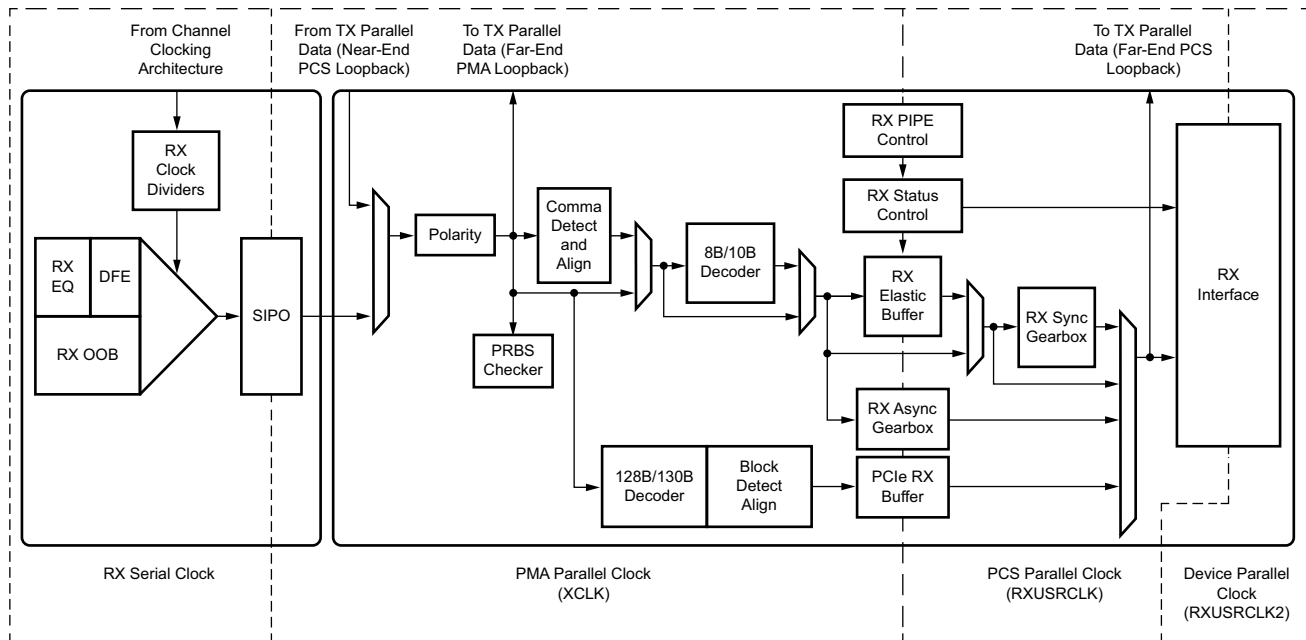 From Channel
Clocking
Architecture
From TX Parallel
Data (Near-End
PCS Loopback)
To TX Parallel
Data (Far-End
PMA Loopback)
To TX Parallel
Data (Far-End PCS
Loopback)
RX
Clock
Dividers
RX
EQ
DFE
RX OOB
SIPO
Polarity
Comma
Detect
and
Align
PRBS
Checker
8B/10B
Decoder
128B/130B
Decoder
Block
Detect
Align
RX PIPE
Control
RX Status
Control
RX
Elastic
Buffer
RX Async
Gearbox
PCIe RX
Buffer
RX Sync
Gearbox
RX
Interface
RX Serial Clock
PMA Parallel Clock
(XCLK)
PCS Parallel Clock
(RXUSRCLK)
Device Parallel
Clock
(RXUSRCLK2)